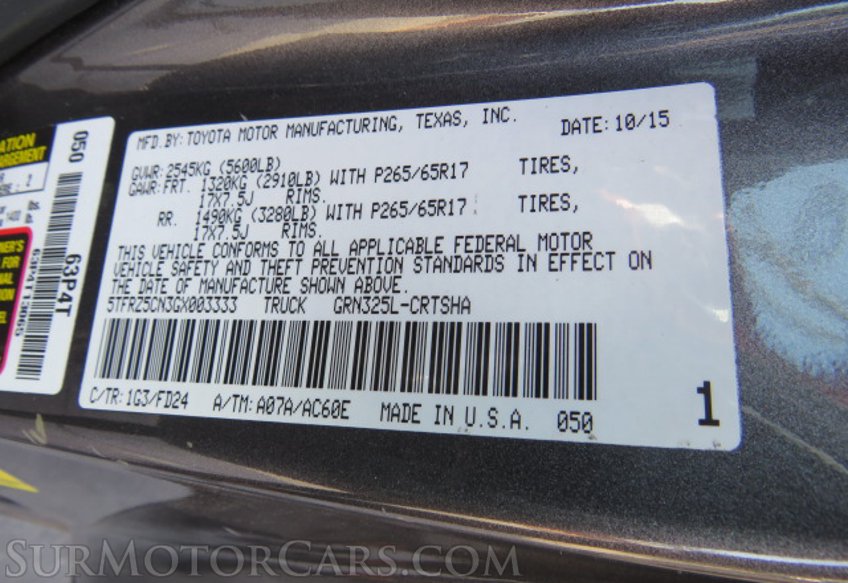 MFD. BY: TOYOTA MOTOR MANUFACTURING, TEXAS, INC. DATE: 10/15
GVWR: 2545KG (5600LB)
GAWR: FRT. 1320KG (2910LB) WITH P265/65R17 TIRES,
17X7.5J RIMS.
RR. 1490KG (3280LB) WITH P265/65R17 TIRES,
17X7.5J RIMS.
THIS VEHICLE CONFORMS TO ALL APPLICABLE FEDERAL MOTOR
VEHICLE SAFETY AND THEFT PREVENTION STANDARDS IN EFFECT ON
THE DATE OF MANUFACTURE SHOWN ABOVE.
5TFRZ5CN3GX003333 TRUCK GRN325L-CRTSHA
C/TR: 1G3/FD24 A/TM: A07A/AC60E MADE IN U.S.A. 050
1
050
63P4T
SURMOTORCARS.COM